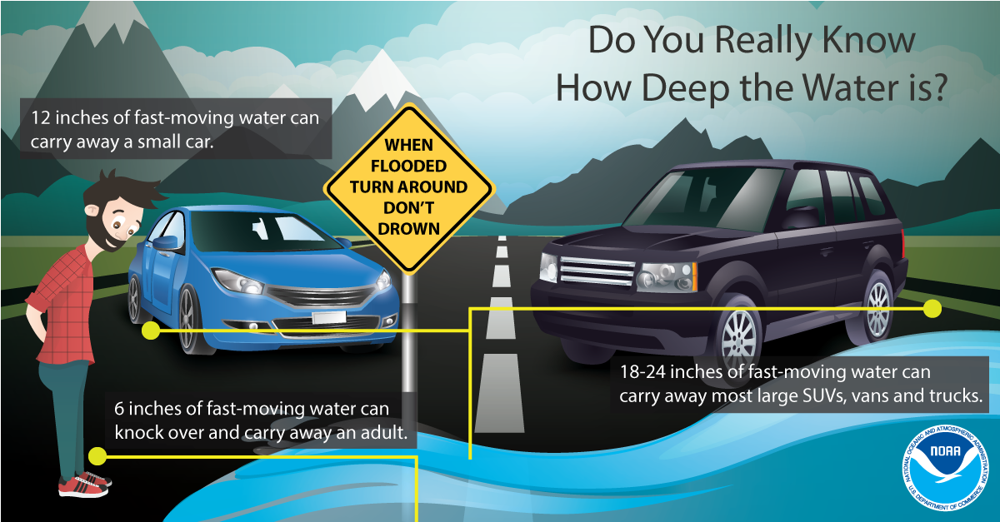 Do You Really Know
How Deep the Water is?
12 inches of fast-moving water can
carry away a small car.
WHEN
FLOODED
TURN AROUND
DON'T
DROWN
18-24 inches of fast-moving water can
carry away most large SUVs, vans and trucks.
6 inches of fast-moving water can
knock over and carry away an adult.
NATIONAL OCEANIC AND ATMOSPHERIC ADMINISTRATION
NOAA
U.S. DEPARTMENT OF COMMERCE